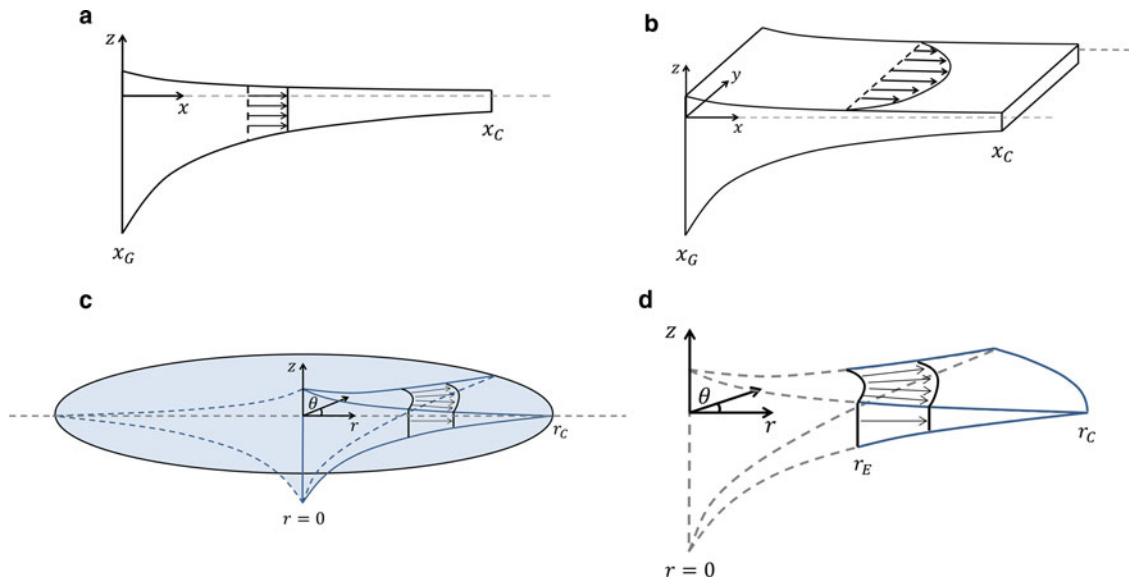 a
z
x
x_C
x_G
b
z
y
x
x_C
x_G
c
z
θ
r
r_C
r = 0
d
z
θ
r
r_E
r_C
r = 0